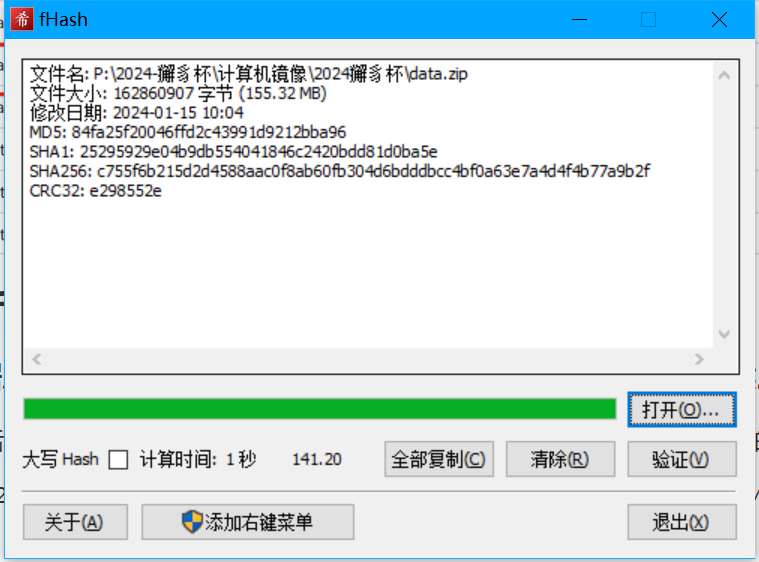 希 fHash
文件名: P:\2024-獬豸杯\计算机镜像\2024獬豸杯\data.zip
文件大小: 162860907 字节 (155.32 MB)
修改日期: 2024-01-15 10:04
MD5: 84fa25f20046ffd2c43991d9212bba96
SHA1: 25295929e04b9db554041846c2420bdd81d0ba5e
SHA256: c755f6b215d2d4588aac0f8ab60fb304d6bdddbcc4bf0a63e7a4d4f4b77a9b2f
CRC32: e298552e
打开(O)...
大写 Hash 计算时间: 1 秒 141.20 全部复制(C) 清除(R) 验证(V)
关于(A) 添加右键菜单 退出(X)